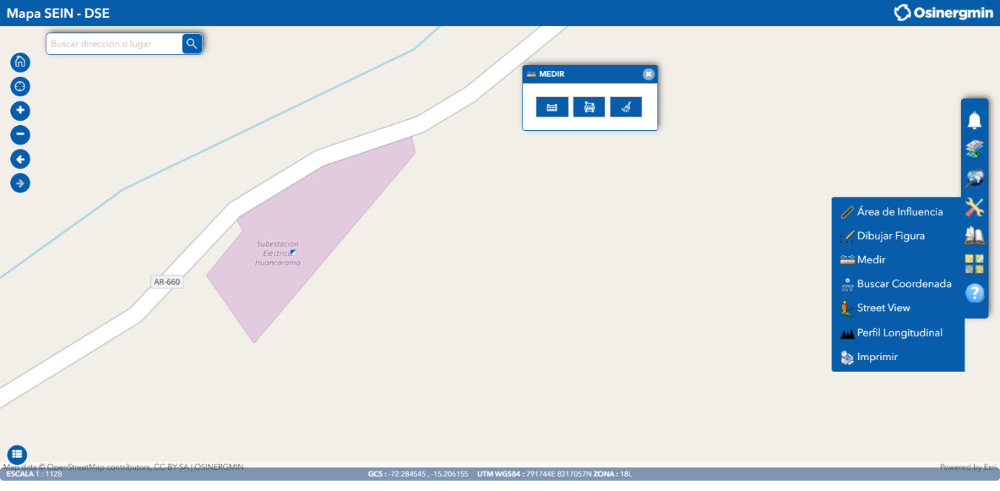 Mapa SEIN - DSE
Osinergmin
Buscar dirección o lugar
MEDIR
Área de Influencia
Dibujar Figura
Medir
Buscar Coordenada
Street View
Perfil Longitudinal
Imprimir
Subestación
Eléctrica
Huancarama
AR-660
Map data © OpenStreetMap contributors, CC-BY-SA | OSINERGMIN
Powered by Esri
ESCALA 1 : 1128
GCS : -72.284545 , -15.206155 UTM WGS84 : 791744E 8317057N ZONA : 18L